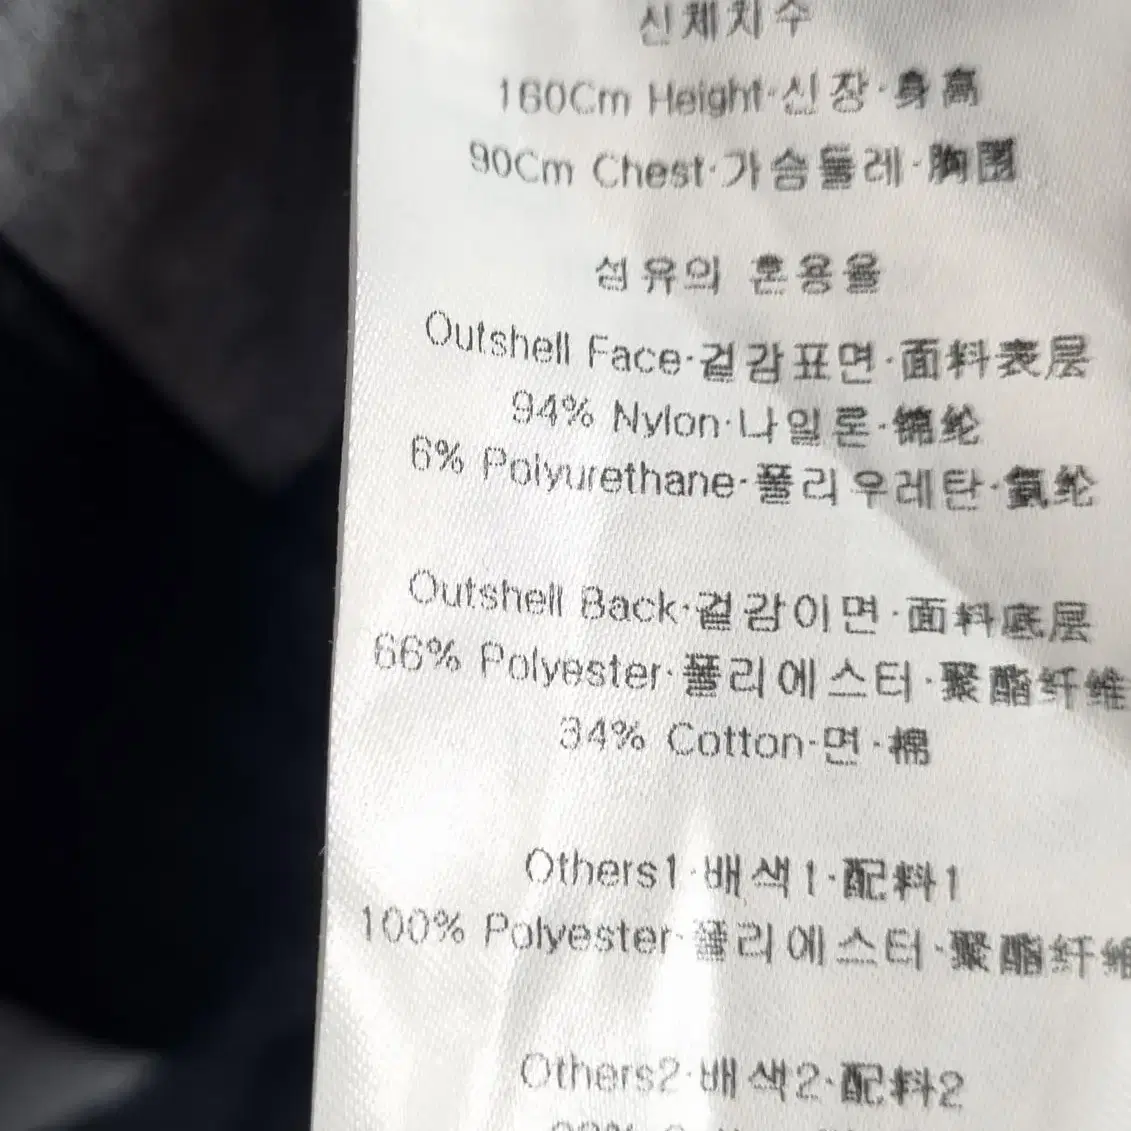 신체치수
160Cm Height·신장·身高
90Cm Chest·가슴둘레·胸围
섬유의 혼용율
Outshell Face·겉감표면·面料表层
94% Nylon·나일론·锦纶
6% Polyurethane·폴리우레탄·氨纶
Outshell Back·겉감이면·面料底层
66% Polyester·폴리에스터·聚酯纤维
34% Cotton·면·棉
Others1·배색1·配料1
100% Polyester·폴리에스터·聚酯纤维
Others2·배색2·配料2